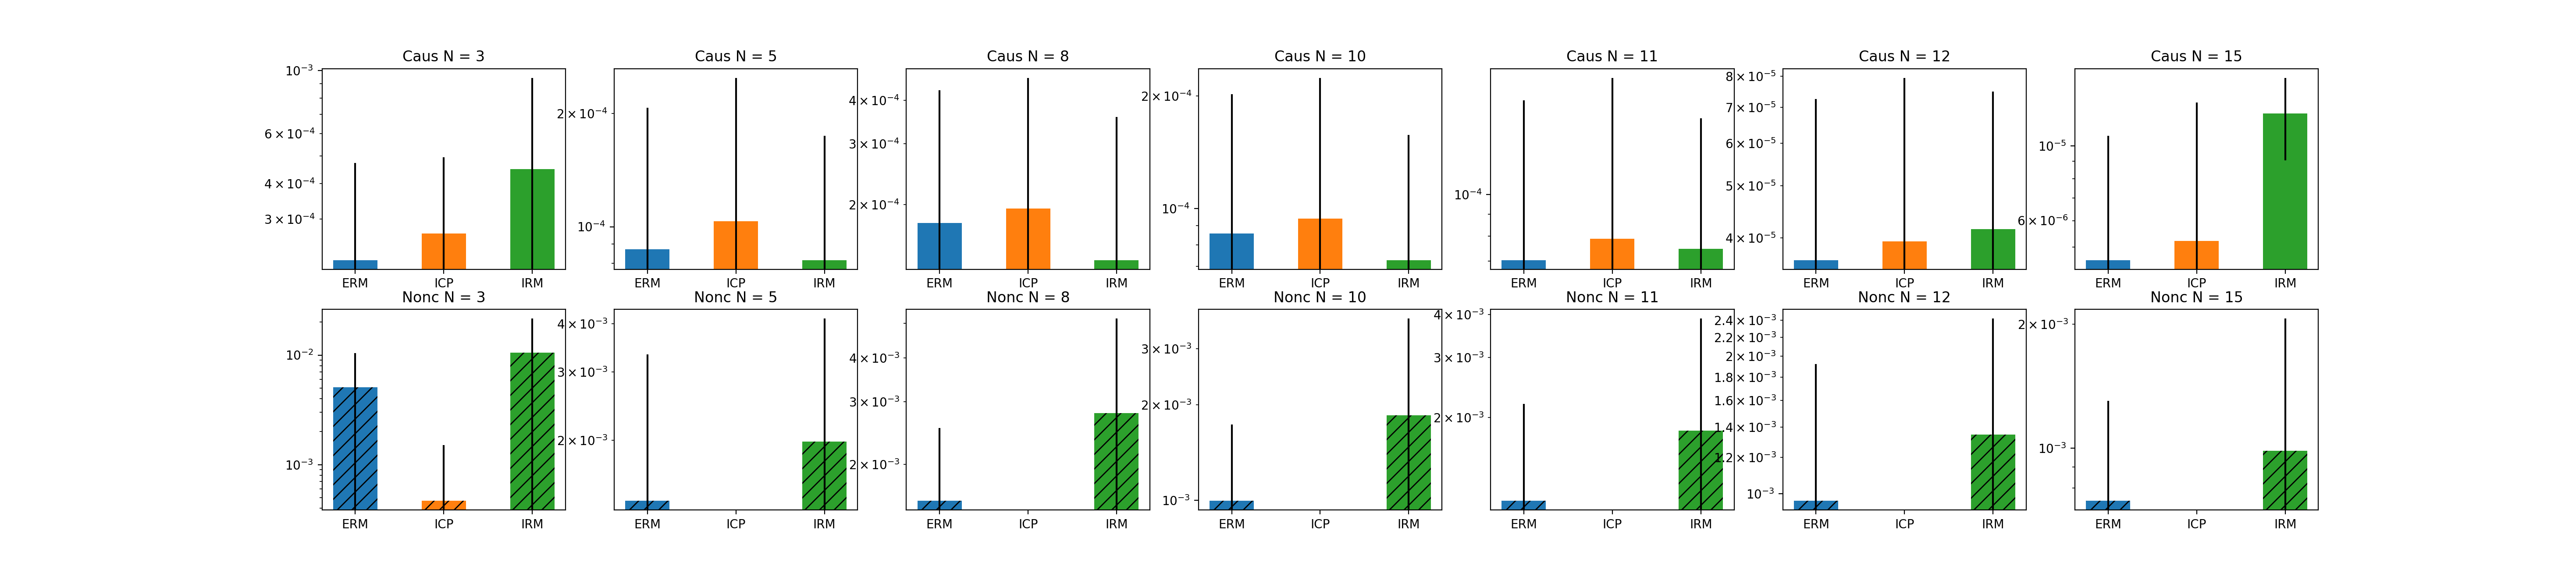 Caus N = 3
10⁻³
6 × 10⁻⁴
4 × 10⁻⁴
3 × 10⁻⁴
ERM ICP IRM
Caus N = 5
2 × 10⁻⁴
10⁻⁴
ERM ICP IRM
Caus N = 8
4 × 10⁻⁴
3 × 10⁻⁴
2 × 10⁻⁴
ERM ICP IRM
Caus N = 10
2 × 10⁻⁴
10⁻⁴
ERM ICP IRM
Caus N = 11
10⁻⁴
ERM ICP IRM
Caus N = 12
8 × 10⁻⁵
7 × 10⁻⁵
6 × 10⁻⁵
5 × 10⁻⁵
4 × 10⁻⁵
ERM ICP IRM
Caus N = 15
10⁻⁵
6 × 10⁻⁶
ERM ICP IRM
Nonc N = 3
10⁻²
10⁻³
ERM ICP IRM
Nonc N = 5
4 × 10⁻³
3 × 10⁻³
2 × 10⁻³
ERM ICP IRM
Nonc N = 8
4 × 10⁻³
3 × 10⁻³
2 × 10⁻³
ERM ICP IRM
Nonc N = 10
3 × 10⁻³
2 × 10⁻³
10⁻³
ERM ICP IRM
Nonc N = 11
4 × 10⁻³
3 × 10⁻³
2 × 10⁻³
ERM ICP IRM
Nonc N = 12
2.4 × 10⁻³
2.2 × 10⁻³
2 × 10⁻³
1.8 × 10⁻³
1.6 × 10⁻³
1.4 × 10⁻³
1.2 × 10⁻³
10⁻³
ERM ICP IRM
Nonc N = 15
2 × 10⁻³
10⁻³
ERM ICP IRM